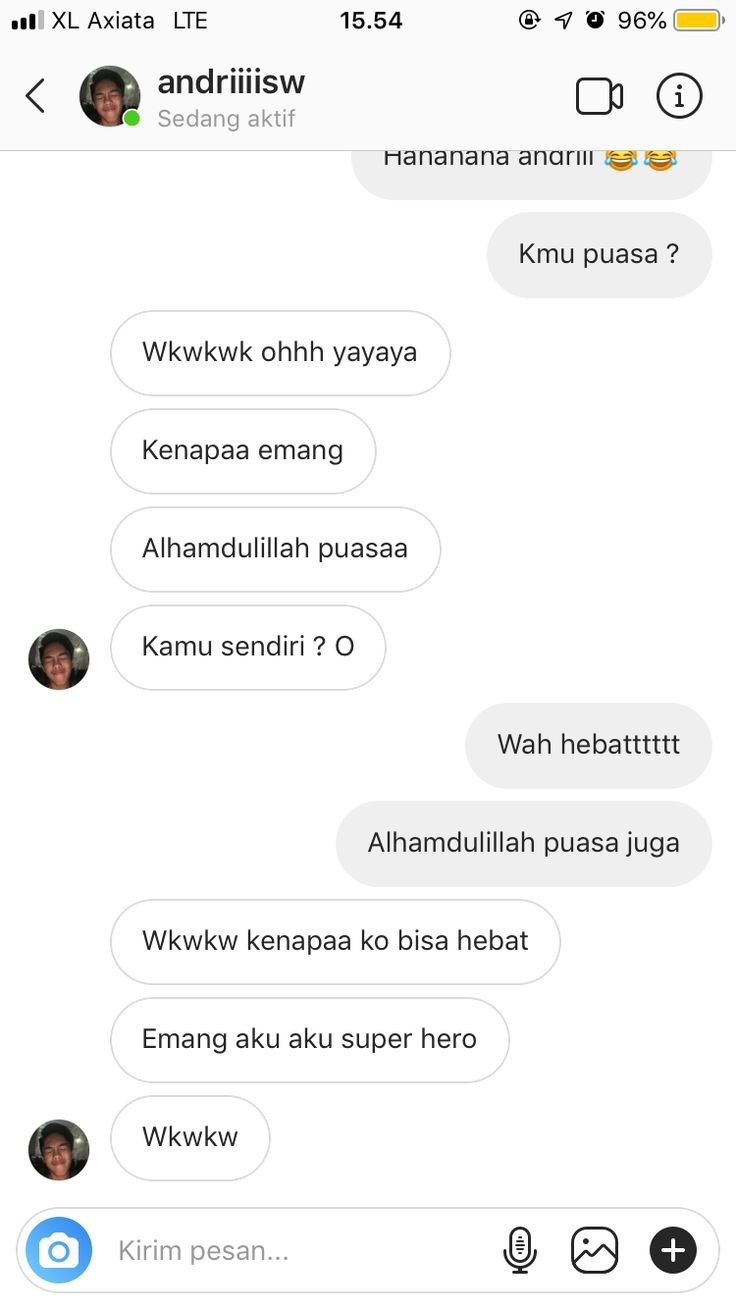 XL Axiata LTE 15.54 96%
andriiiisw
Sedang aktif
Hahahaha andriii 😂😂
Kmu puasa ?
Wkwkwk ohhh yayaya
Kenapaa emang
Alhamdulillah puasaa
Kamu sendiri ? O
Wah hebatttttt
Alhamdulillah puasa juga
Wkwkw kenapaa ko bisa hebat
Emang aku aku super hero
Wkwkw
Kirim pesan...